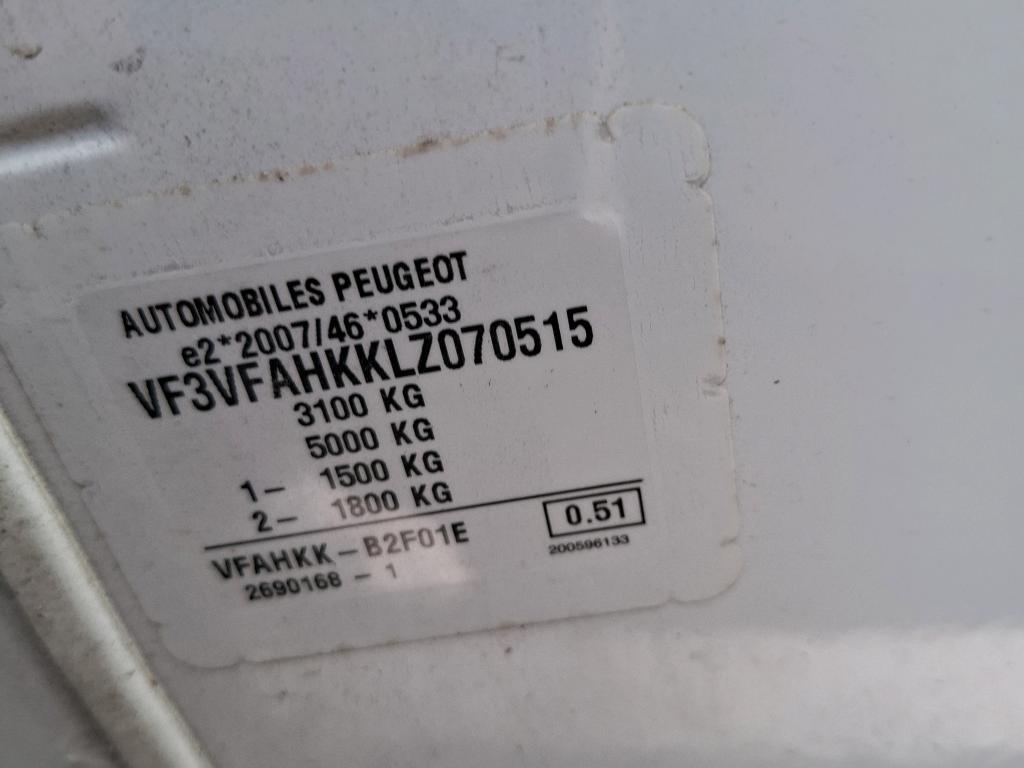 AUTOMOBILES PEUGEOT
e2*2007/46*0533
VF3VFAHKKLZ070515
3100 KG
5000 KG
1- 1500 KG
2- 1800 KG
VFAHKK-B2F01E
0.51
2690168 - 1
200596133